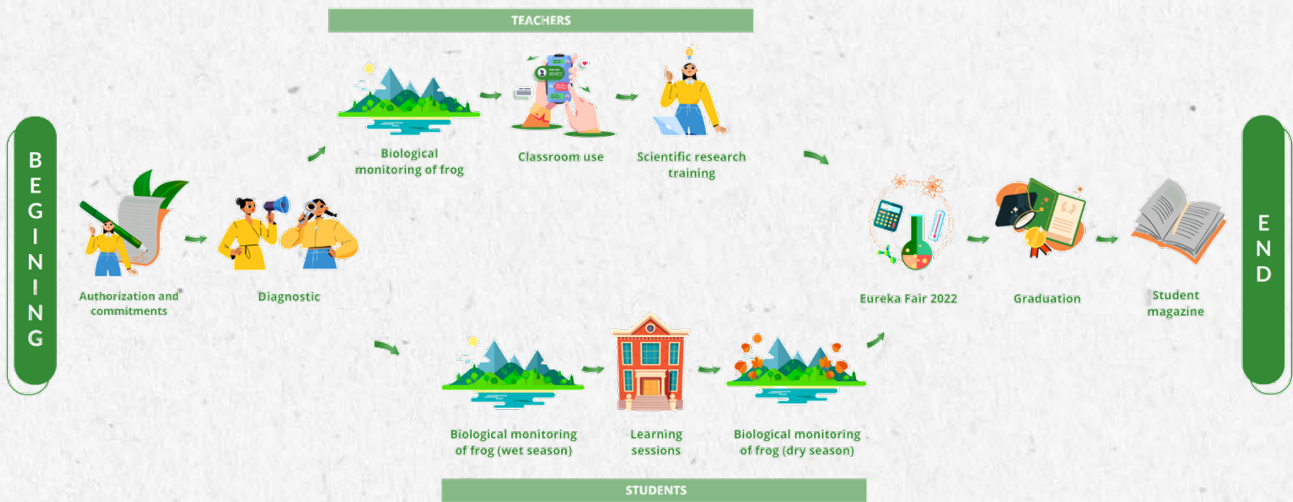 TEACHERS
Biological
monitoring of frog
Classroom use
Scientific research
training
BEGINING
Authorization and
commitments
Diagnostic
Eureka Fair 2022
Graduation
Student
magazine
END
Biological monitoring
of frog (wet season)
Learning
sessions
Biological monitoring
of frog (dry season)
STUDENTS